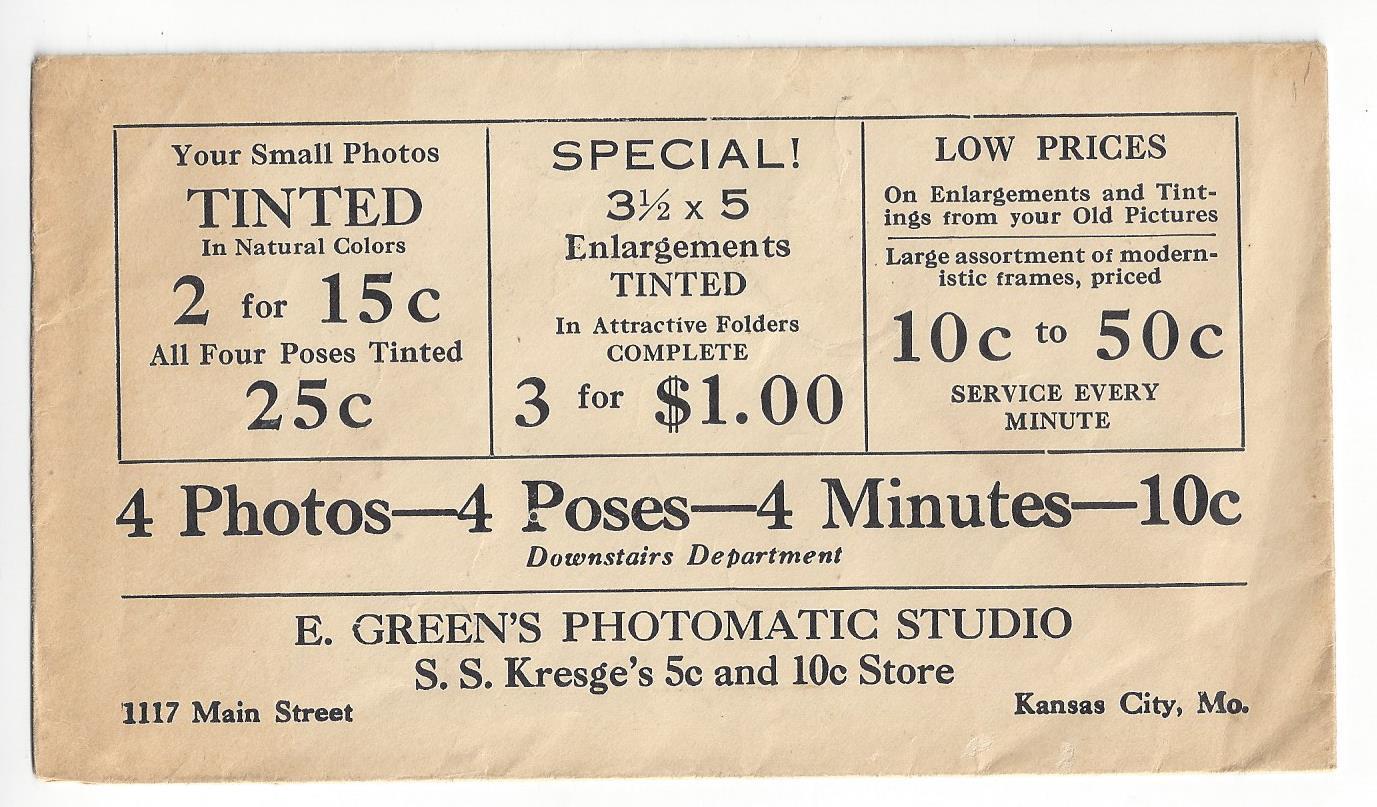 Your Small Photos
TINTED
In Natural Colors
2 for 15c
All Four Poses Tinted
25c
SPECIAL!
3½ x 5
Enlargements
TINTED
In Attractive Folders
COMPLETE
3 for $1.00
LOW PRICES
On Enlargements and Tint-
ings from your Old Pictures
Large assortment of modern-
istic frames, priced
10c to 50c
SERVICE EVERY
MINUTE
4 Photos—4 Poses—4 Minutes—10c
Downstairs Department
E. GREEN'S PHOTOMATIC STUDIO
S. S. Kresge's 5c and 10c Store
1117 Main Street
Kansas City, Mo.